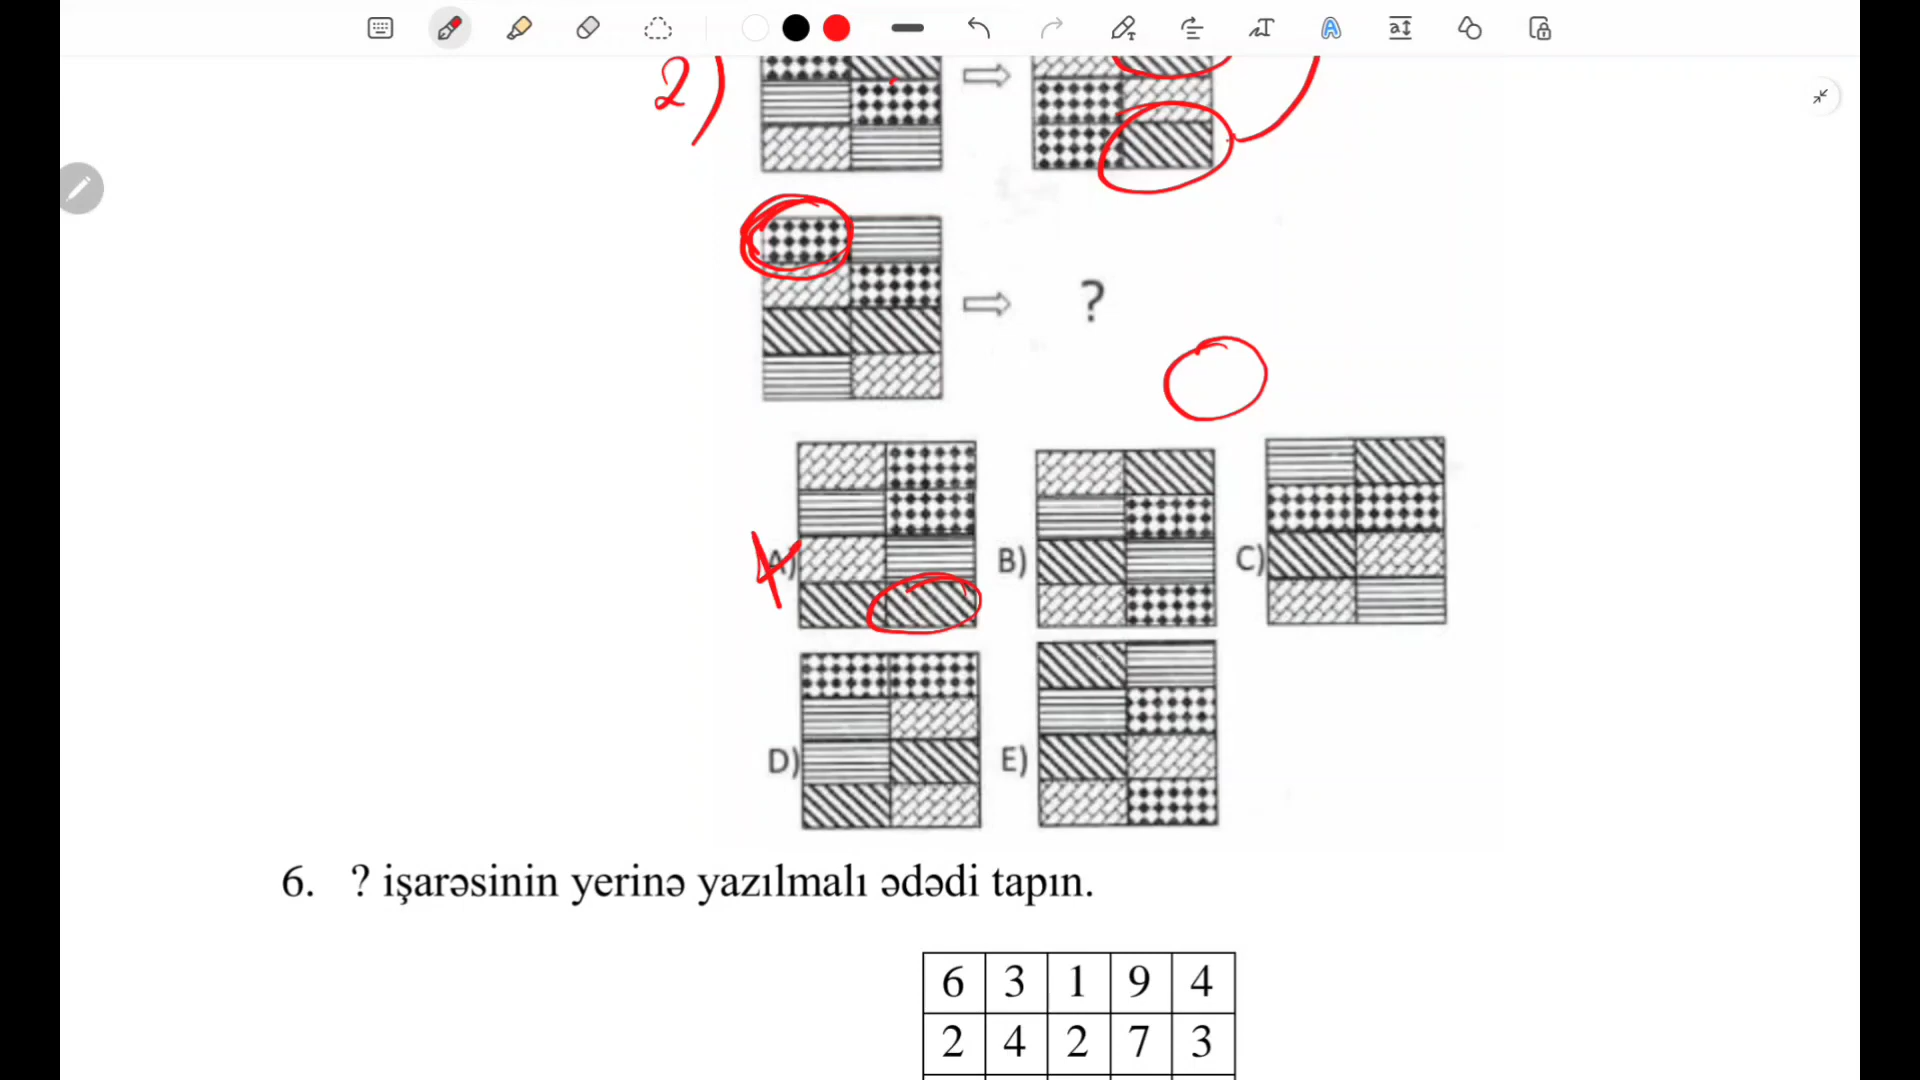 2)
?
A)
B)
C)
D)
E)
6. ? işarəsinin yerinə yazılmalı ədədi tapın.
6 3 1 9 4
2 4 2 7 3